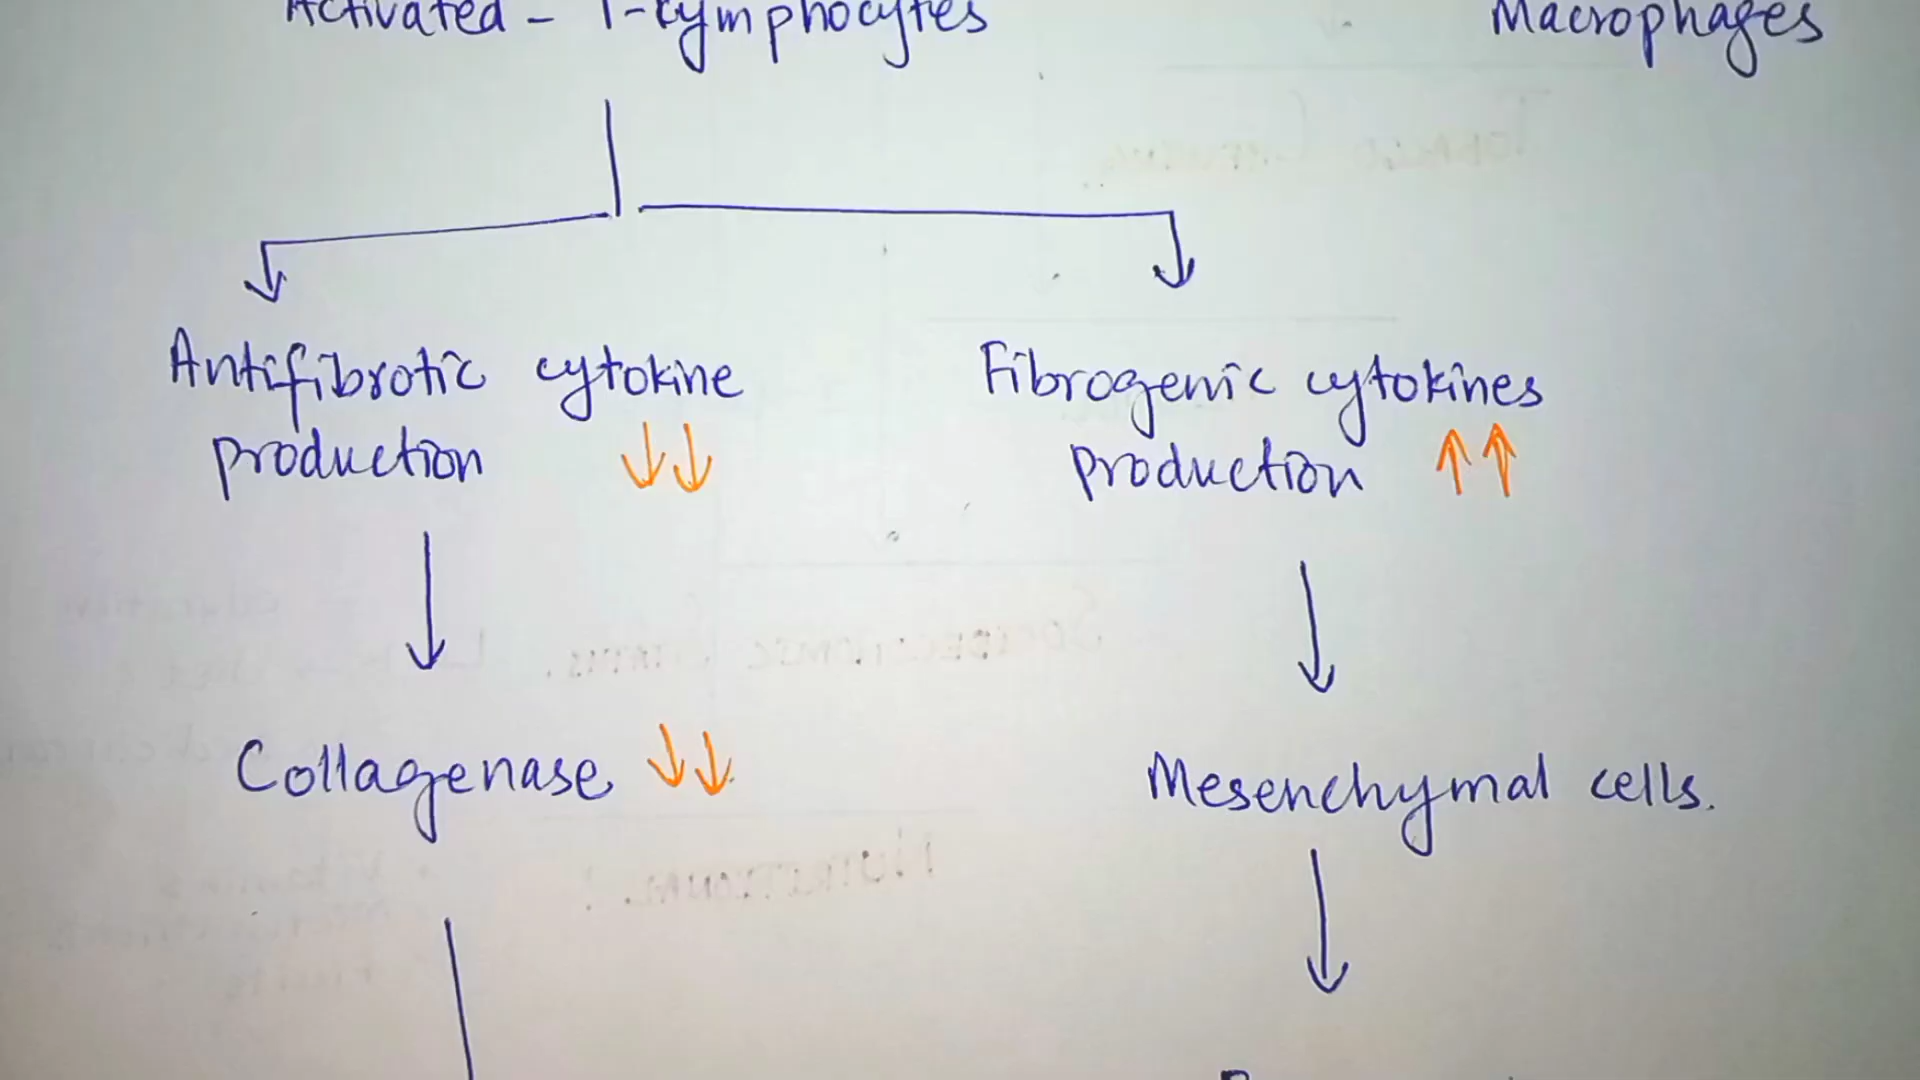 Activated - T-Lymphocytes Macrophages
Antifibrotic cytokine
production ↓↓
Fibrogenic cytokines
production ↑↑
Collagenase ↓↓
Mesenchymal cells.